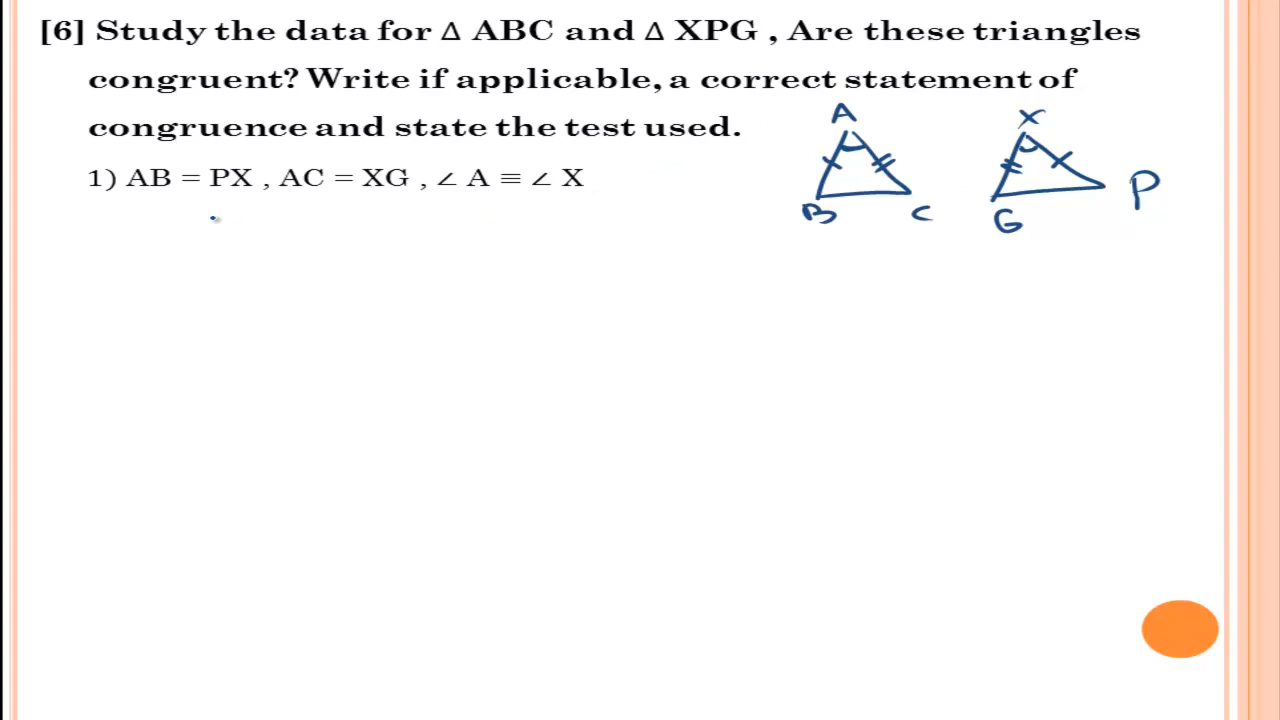 [6] Study the data for Δ ABC and Δ XPG , Are these triangles
congruent? Write if applicable, a correct statement of
congruence and state the test used.
1) AB = PX , AC = XG , ∠ A ≡ ∠ X
A X
B C G P